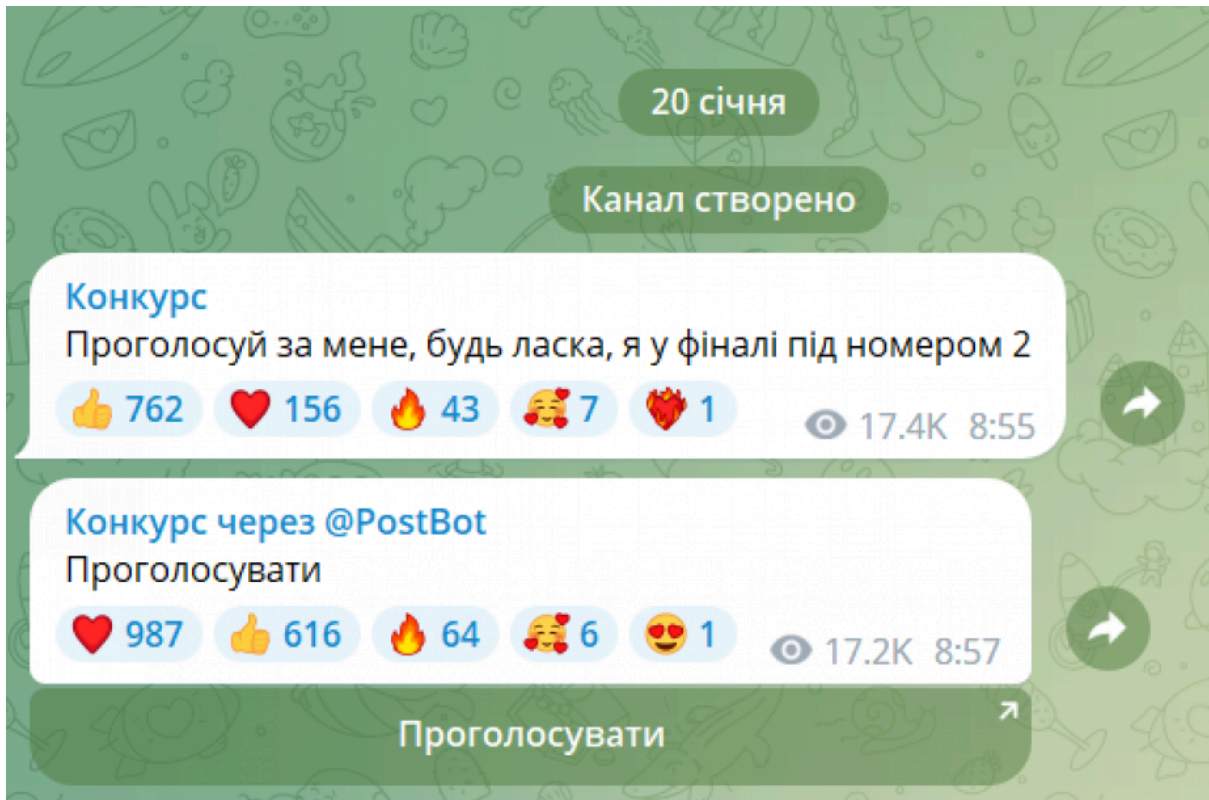 20 січня
Канал створено
Конкурс
Проголосуй за мене, будь ласка, я у фіналі під номером 2
👍 762 ❤️ 156 🔥 43 🥰 7 ❤️‍🔥 1 17.4K 8:55
Конкурс через @PostBot
Проголосувати
❤️ 987 👍 616 🔥 64 🥰 6 😍 1 17.2K 8:57
Проголосувати